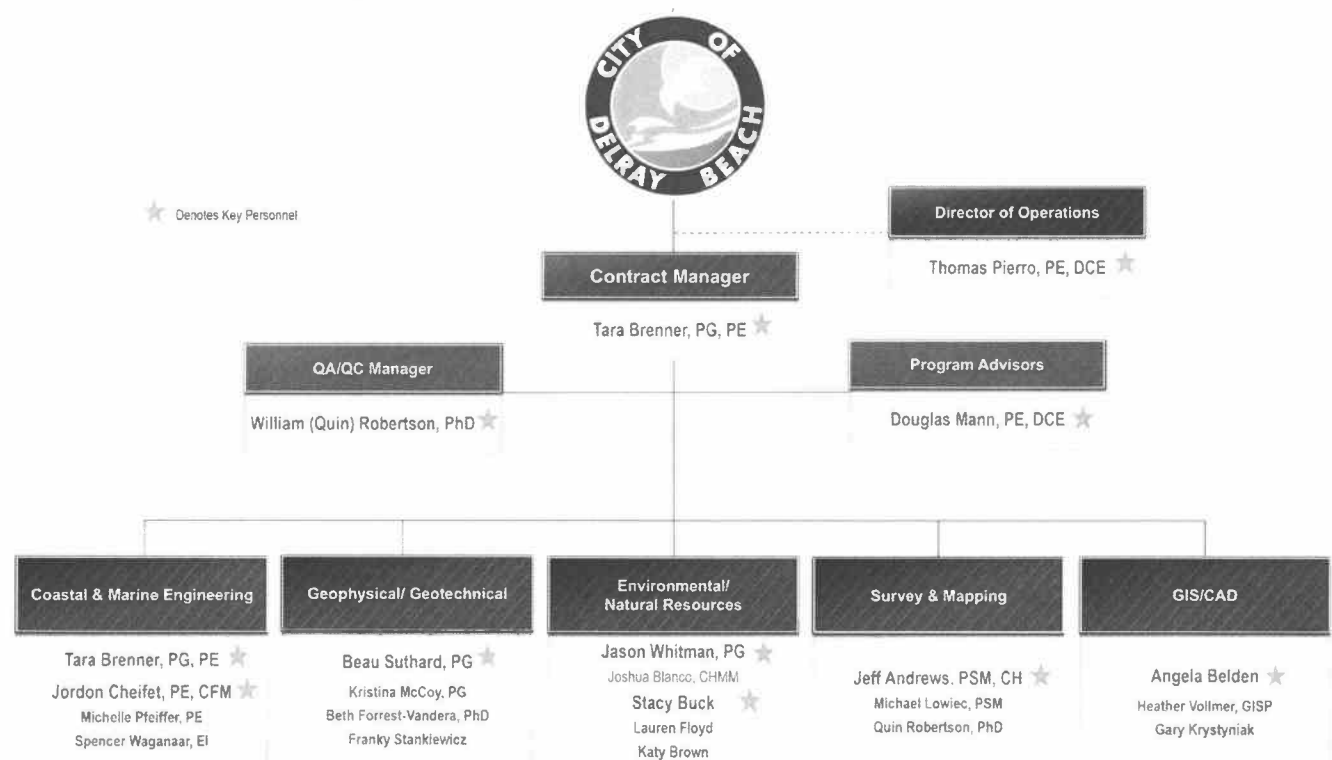 CITY OF
DELRAY BEACH
Denotes Key Personnel
Director of Operations
Thomas Pierro, PE, DCE
Contract Manager
Tara Brenner, PG, PE
QA/QC Manager
William (Quin) Robertson, PhD
Program Advisors
Douglas Mann, PE, DCE
Coastal & Marine Engineering
Tara Brenner, PG, PE
Jordon Cheifet, PE, CFM
Michelle Pfeiffer, PE
Spencer Waganaar, EI
Geophysical/ Geotechnical
Beau Suthard, PG
Kristina McCoy, PG
Beth Forrest-Vandera, PhD
Franky Stankiewicz
Environmental/
Natural Resources
Jason Whitman, PG
Joshua Blanco, CHMM
Stacy Buck
Lauren Floyd
Katy Brown
Survey & Mapping
Jeff Andrews, PSM, CH
Michael Lowiec, PSM
Quin Robertson, PhD
GIS/CAD
Angela Belden
Heather Vollmer, GISP
Gary Krystyniak